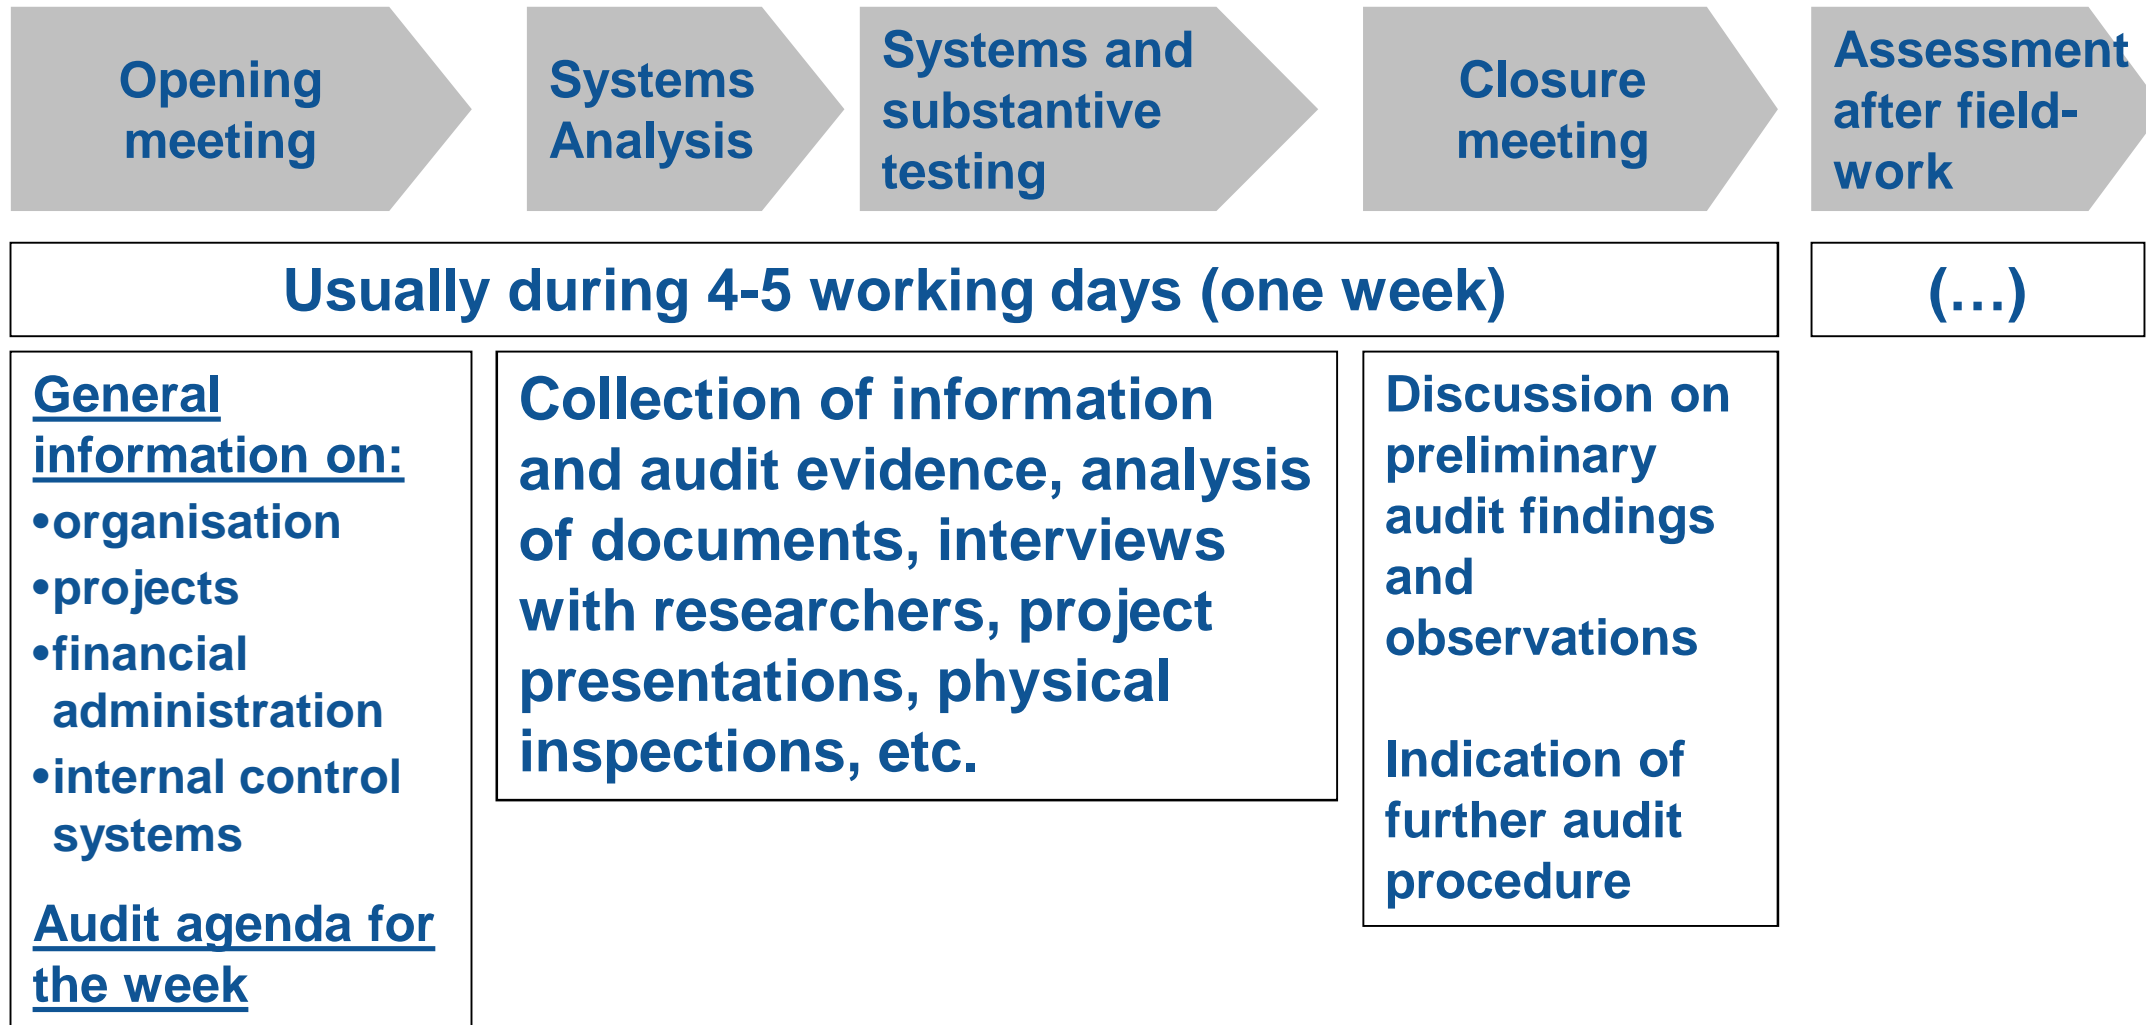 Opening
meeting
Systems
Analysis
Systems and
substantive
testing
Closure
meeting
Assessment
after field-
work
Usually during 4-5 working days (one week)
(…)
General
information on:
•organisation
•projects
•financial
administration
•internal control
systems
Audit agenda for
the week
Collection of information
and audit evidence, analysis
of documents, interviews
with researchers, project
presentations, physical
inspections, etc.
Discussion on
preliminary
audit findings
and
observations
Indication of
further audit
procedure